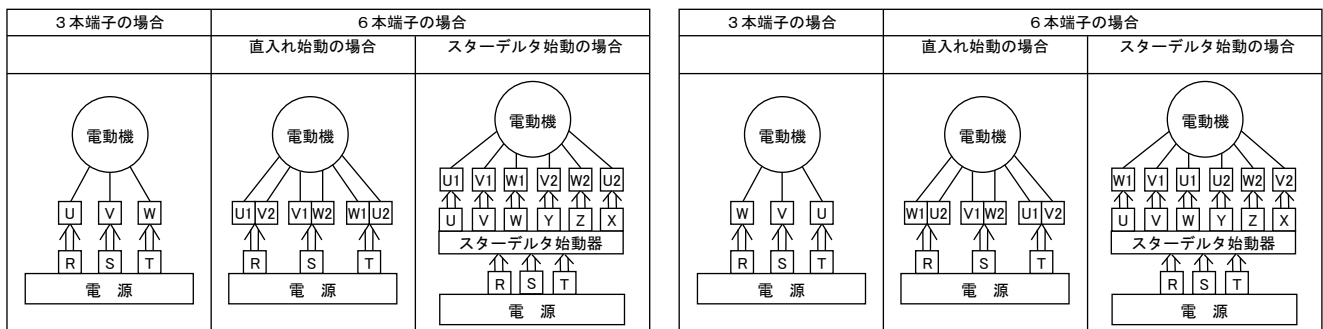 3本端子の場合
6本端子の場合
直入れ始動の場合
スターデルタ始動の場合
電動機
U V W
R S T
電 源
電動機
U1 V2 V1 W2 W1 U2
R S T
電 源
電動機
U1 V1 W1 V2 W2 U2
U V W Y Z X
スターデルタ始動器
R S T
電 源
3本端子の場合
6本端子の場合
直入れ始動の場合
スターデルタ始動の場合
電動機
W V U
R S T
電 源
電動機
W1 U2 V1 W2 U1 V2
R S T
電 源
電動機
W1 V1 U1 U2 W2 V2
U V W Y Z X
スターデルタ始動器
R S T
電 源